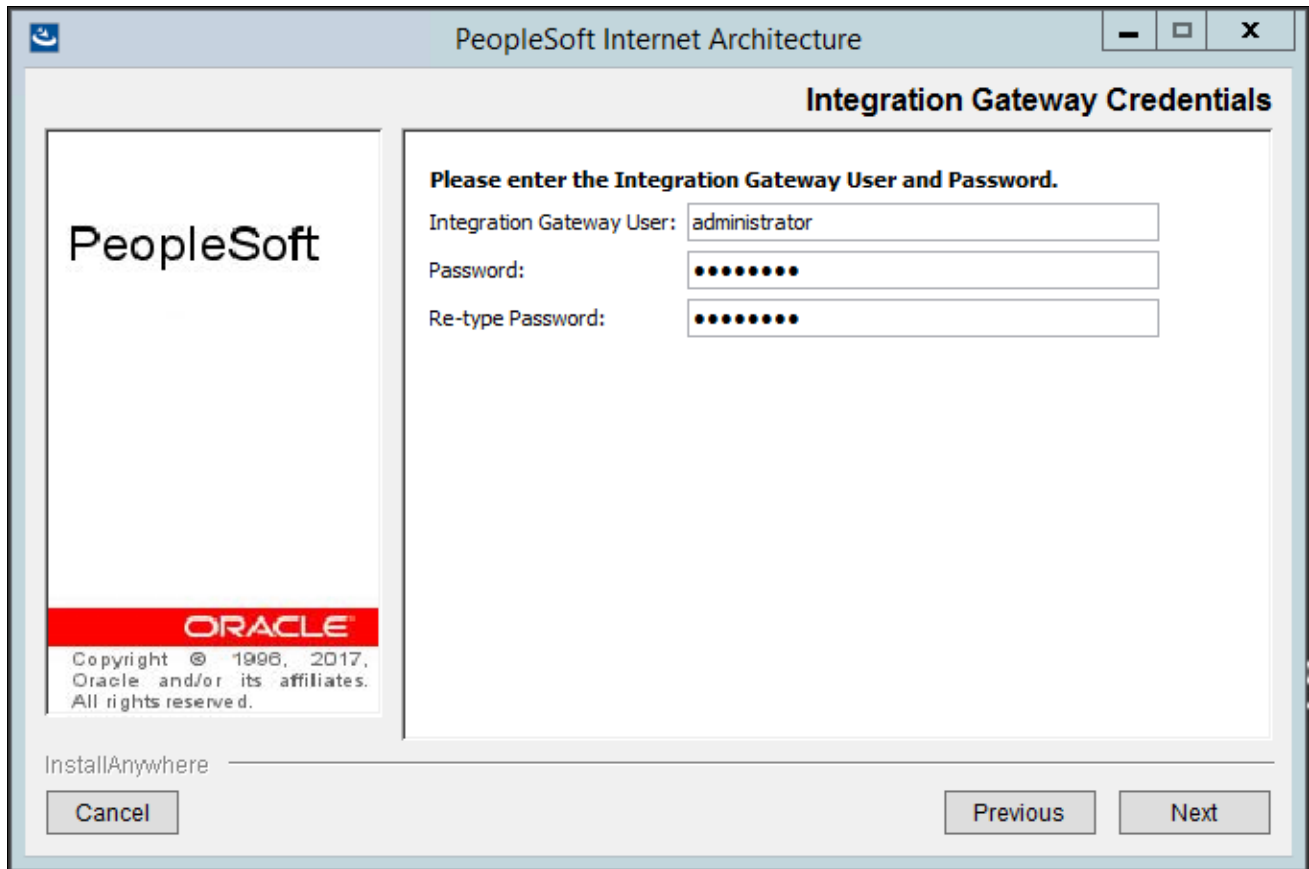 PeopleSoft Internet Architecture
X
Integration Gateway Credentials
PeopleSoft
Please enter the Integration Gateway User and Password.
Integration Gateway User: administrator
Password: ●●●●●●●●
Re-type Password: ●●●●●●●●
ORACLE
Copyright © 1996, 2017,
Oracle and/or its affiliates.
All rights reserved.
InstallAnywhere
Cancel Previous Next